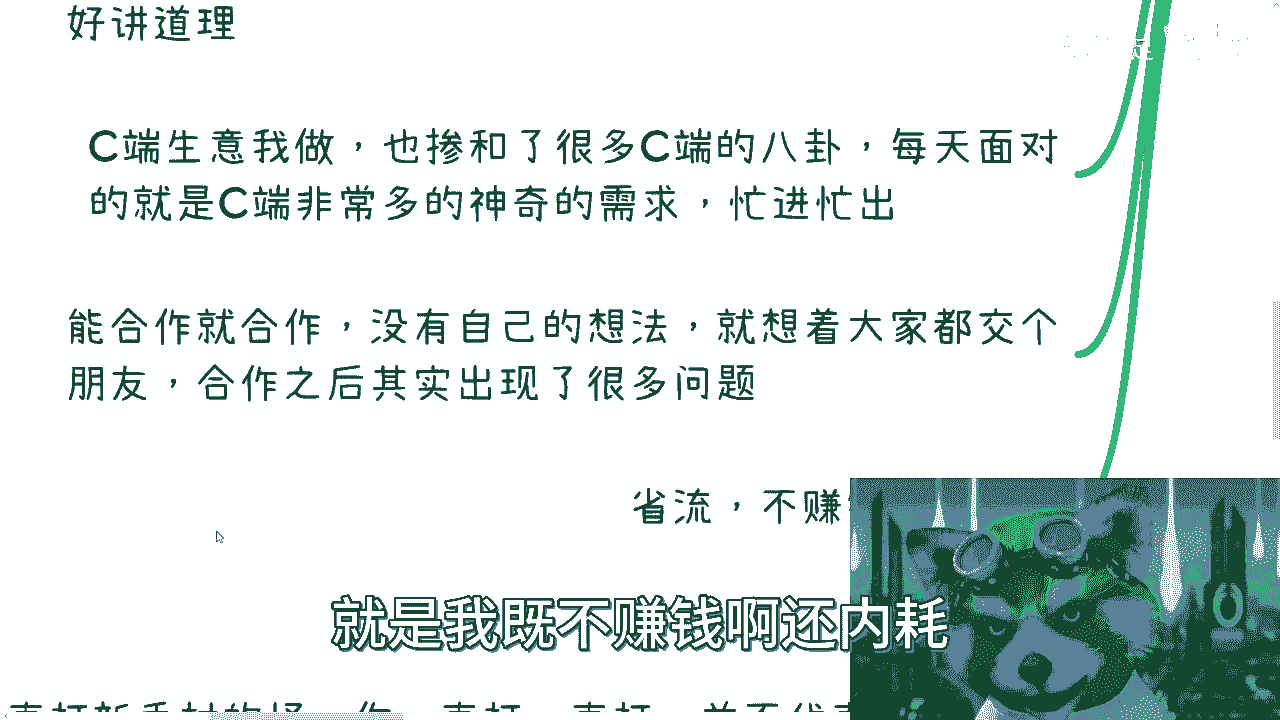 好讲道理
C端生意我做，也掺和了很多C端的八卦，每天面对
的就是C端非常多的神奇的需求，忙进忙出
能合作就合作，没有自己的想法，就想着大家都交个
朋友，合作之后其实出现了很多问题
省流，不赚
就是我既不赚钱啊还内耗